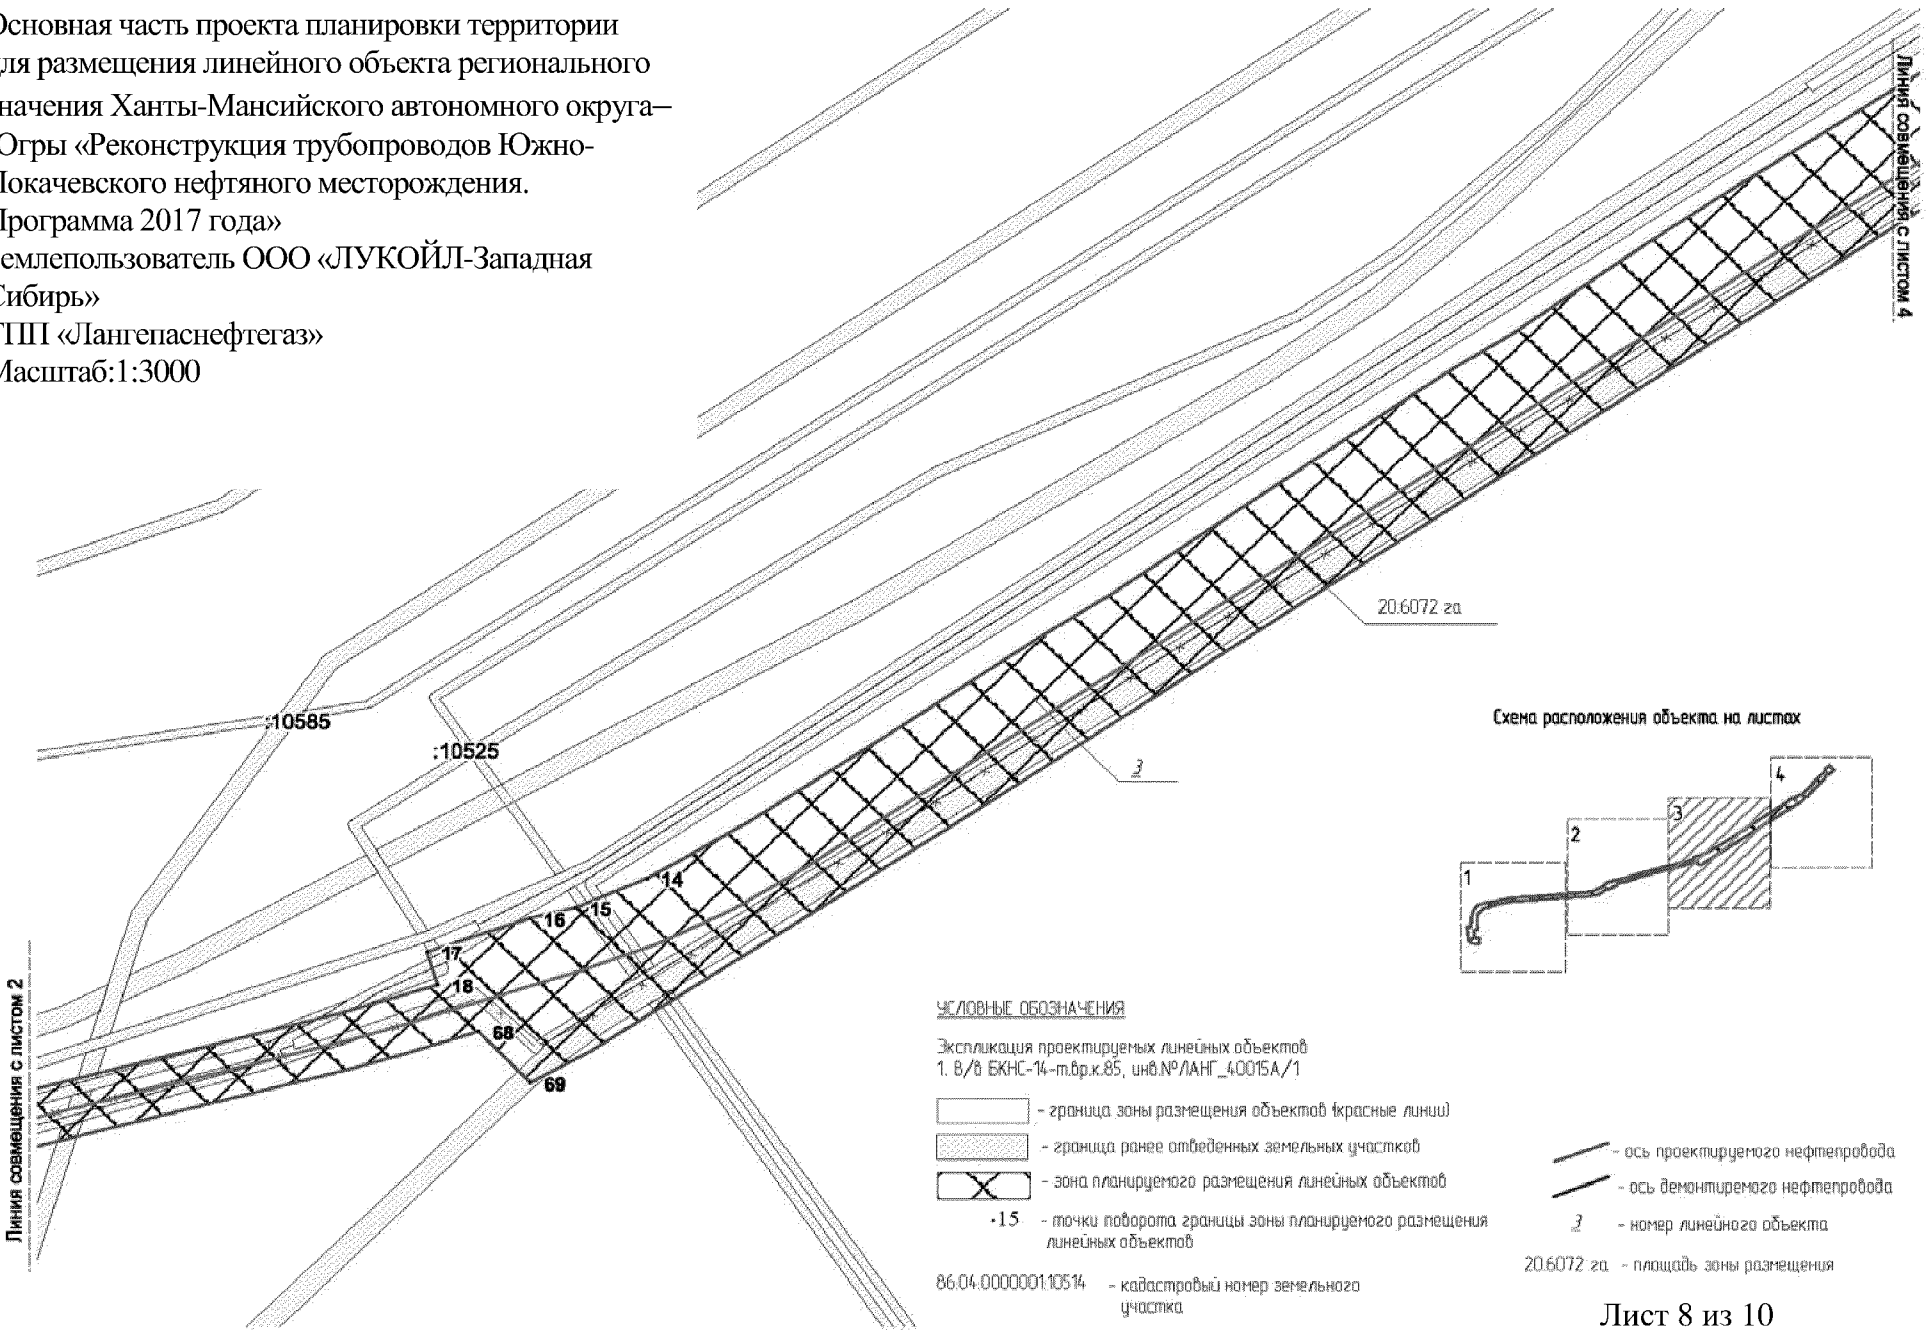 Основная часть проекта планировки территории
для размещения линейного объекта регионального
значения Ханты-Мансийского автономного округа–
Югры «Реконструкция трубопроводов Южно-
Покачевского нефтяного месторождения.
Программа 2017 года»
Землепользователь ООО «ЛУКОЙЛ-Западная
Сибирь»
ТПП «Лангепаснефтегаз»
Масштаб:1:3000
Линия совмещения с листом 4
20.6072 га
:10585
:10525
3
14
15
16
17
18
68
69
Линия совмещения с листом 2
Схема расположения объекта на листах
1
2
3
4
УСЛОВНЫЕ ОБОЗНАЧЕНИЯ
Экспликация проектируемых линейных объектов
1. В/в БКНС-14-т.вр.к.85, инв.№ЛАНГ_40015А/1
- граница зоны размещения объектов (красные линии)
- граница ранее отведенных земельных участков
- зона планируемого размещения линейных объектов
·15 - точки поворота границы зоны планируемого размещения
линейных объектов
86:04:0000001:10514 - кадастровый номер земельного
участка
- ось проектируемого нефтепровода
- ось демонтиремого нефтепровода
3 - номер линейного объекта
20.6072 га - площадь зоны размещения
Лист 8 из 10